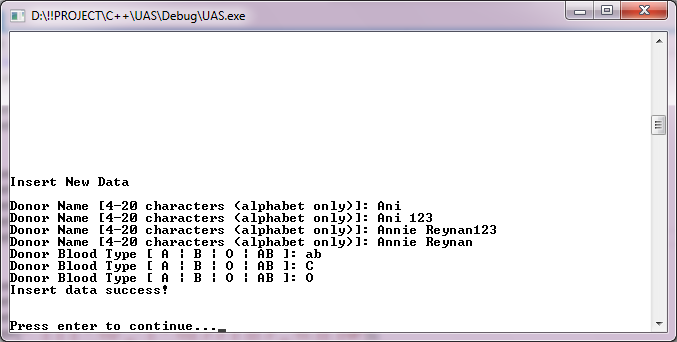 D:\!!PROJECT\C++\UAS\Debug\UAS.exe
Insert New Data
Donor Name [4-20 characters (alphabet only)]: Ani
Donor Name [4-20 characters (alphabet only)]: Ani 123
Donor Name [4-20 characters (alphabet only)]: Annie Reynan123
Donor Name [4-20 characters (alphabet only)]: Annie Reynan
Donor Blood Type [ A ¦ B ¦ O ¦ AB ]: ab
Donor Blood Type [ A ¦ B ¦ O ¦ AB ]: C
Donor Blood Type [ A ¦ B ¦ O ¦ AB ]: O
Insert data success!
Press enter to continue..._